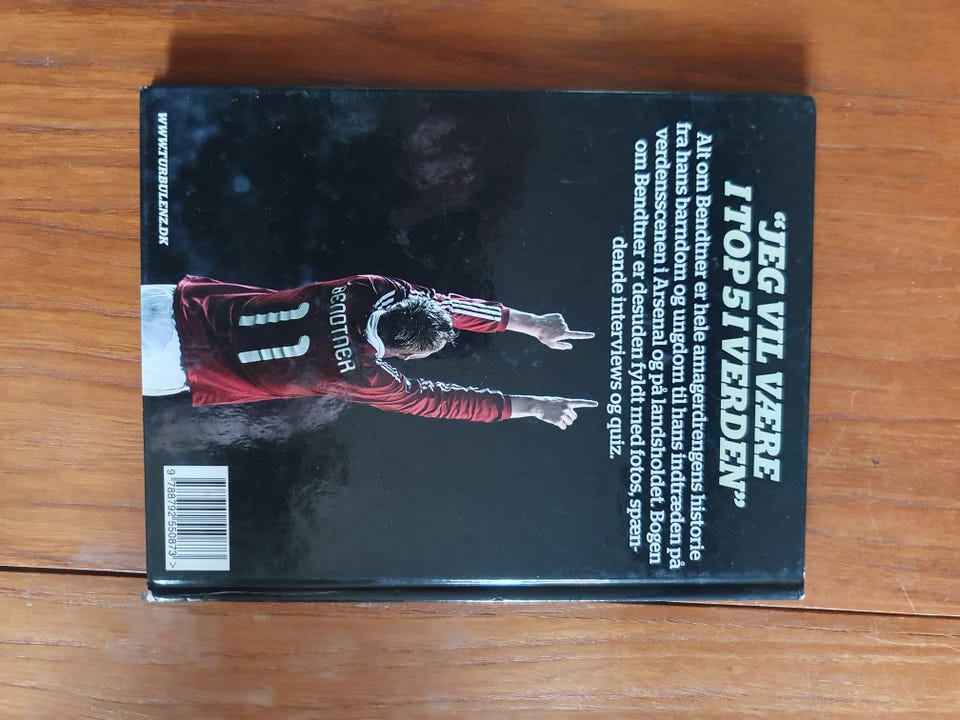 "JEG VIL VÆRE
I TOP 5 I VERDEN"
Alt om Bendtner er hele amagerdrengens historie
fra hans barndom og ungdom til hans indtræden på
verdensscenen i Arsenal og på landsholdet. Bogen
om Bendtner er desuden fyldt med fotos, spæn-
dende interviews og quiz.
BENDTNER
11
WWW.TURBULENZ.DK
9 788792 550873 >